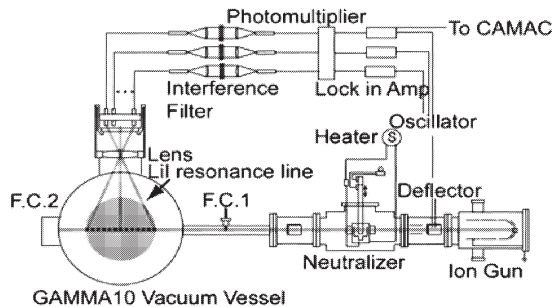 Photomultiplier
To CAMAC
Interference
Filter
Lock in Amp
Oscillator
Heater
S
Lens
LiI resonance line
F.C.2
F.C.1
Deflector
Neutralizer
Ion Gun
GAMMA10 Vacuum Vessel